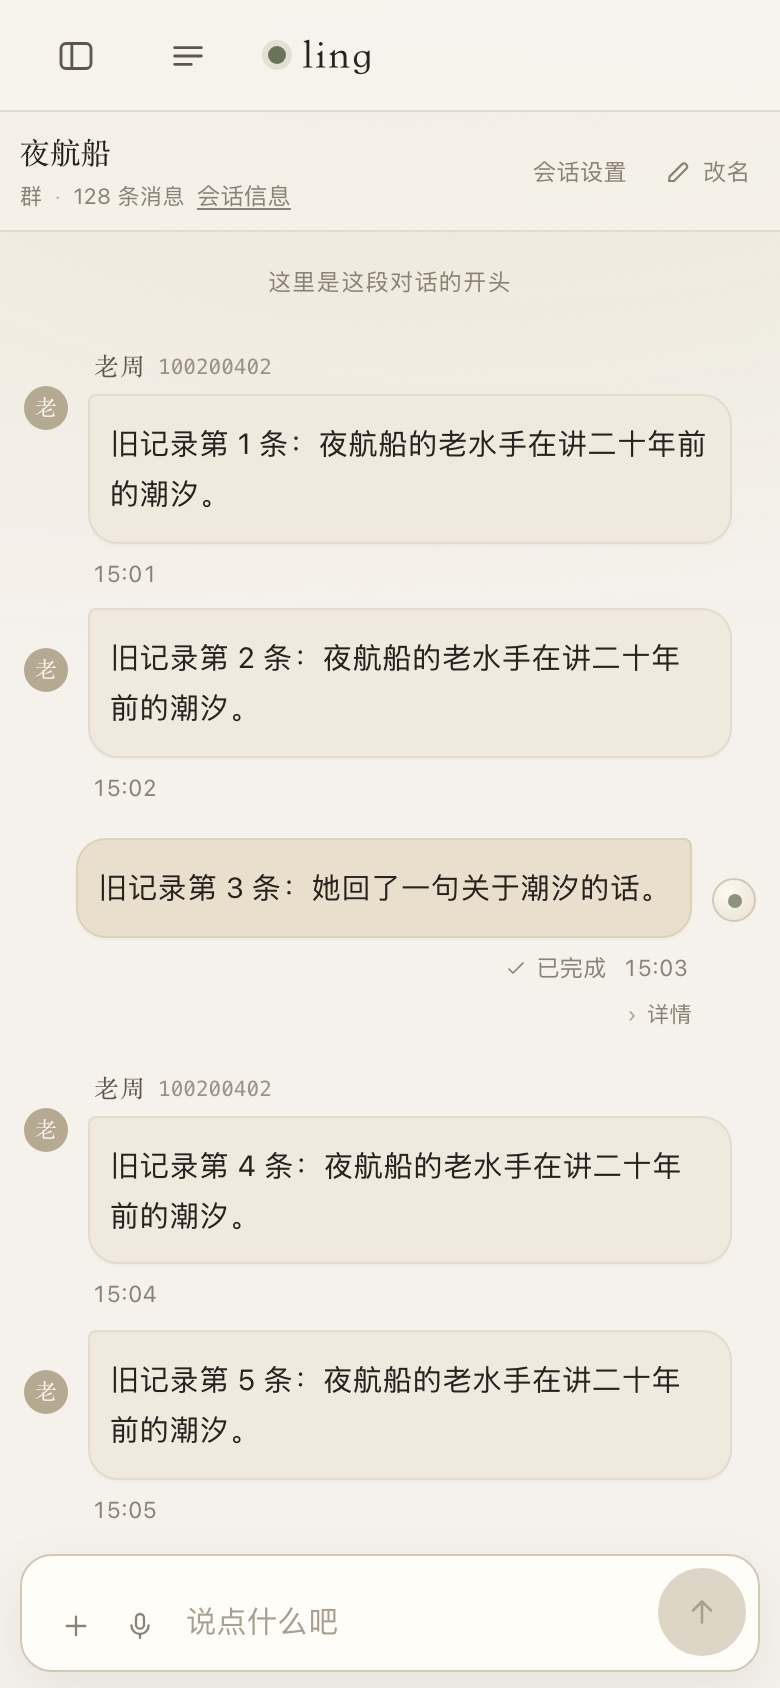 ling
夜航船
群 · 128 条消息 会话信息
会话设置 改名
这里是这段对话的开头
老周 100200402
老
旧记录第 1 条：夜航船的老水手在讲二十年前
的潮汐。
15:01
老
旧记录第 2 条：夜航船的老水手在讲二十年
前的潮汐。
15:02
旧记录第 3 条：她回了一句关于潮汐的话。
✓ 已完成 15:03
› 详情
老周 100200402
老
旧记录第 4 条：夜航船的老水手在讲二十年
前的潮汐。
15:04
老
旧记录第 5 条：夜航船的老水手在讲二十年
前的潮汐。
15:05
说点什么吧